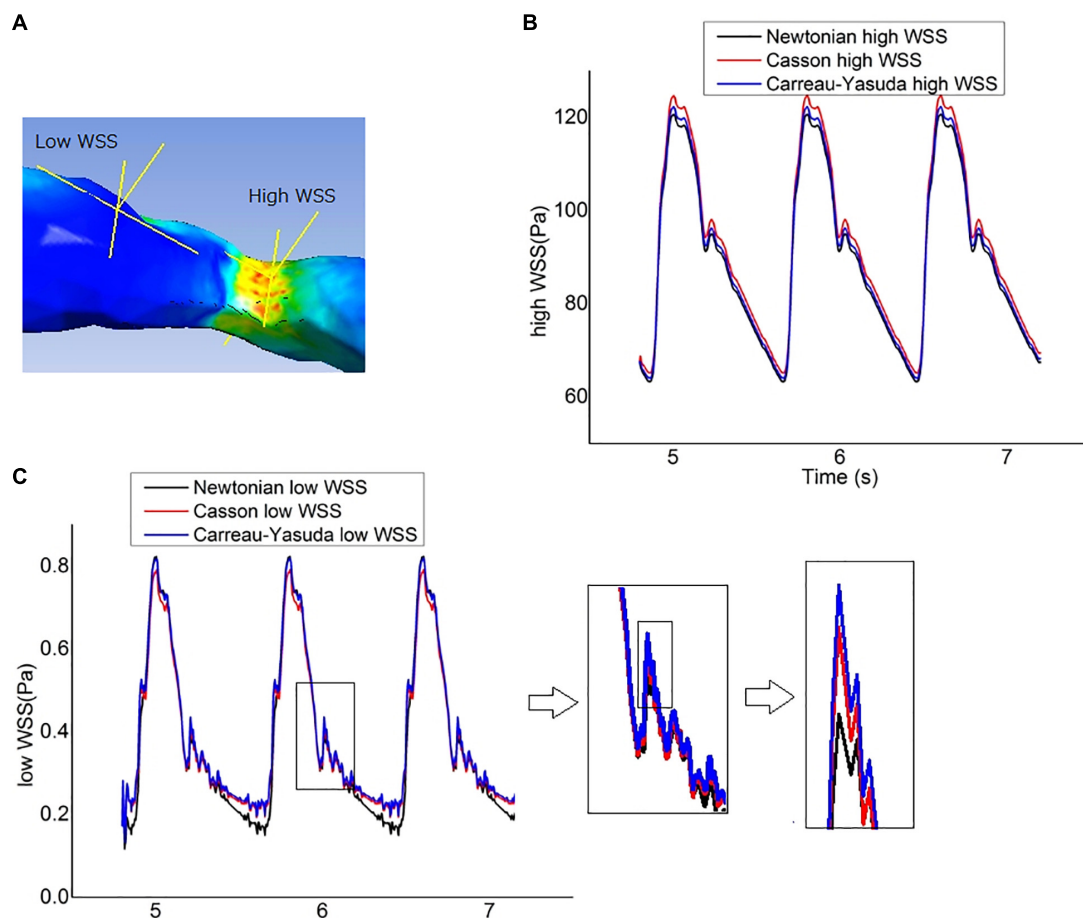 A
Low WSS
High WSS
B
Newtonian high WSS
Casson high WSS
Carreau-Yasuda high WSS
high WSS(Pa)
120
100
80
60
5
6
7
Time (s)
C
Newtonian low WSS
Casson low WSS
Carreau-Yasuda low WSS
low WSS(Pa)
0.8
0.6
0.4
0.2
0.0
5
6
7